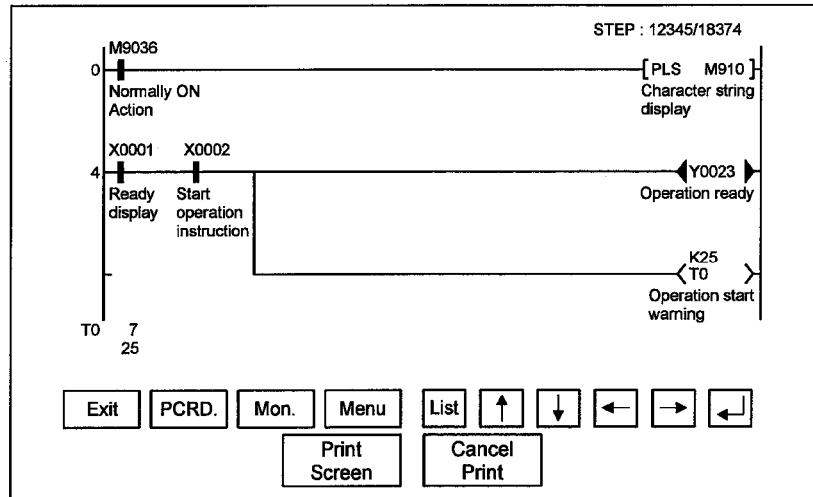 STEP : 12345/18374
M9036
0
[ PLS M910 ]
Normally ON
Action
Character string
display
X0001 X0002
4
Y0023
Ready
display
Start
operation
instruction
Operation ready
K25
T0
Operation start
warning
T0 7
25
Exit
PCRD.
Mon.
Menu
List
↑
↓
←
→
↵
Print
Screen
Cancel
Print